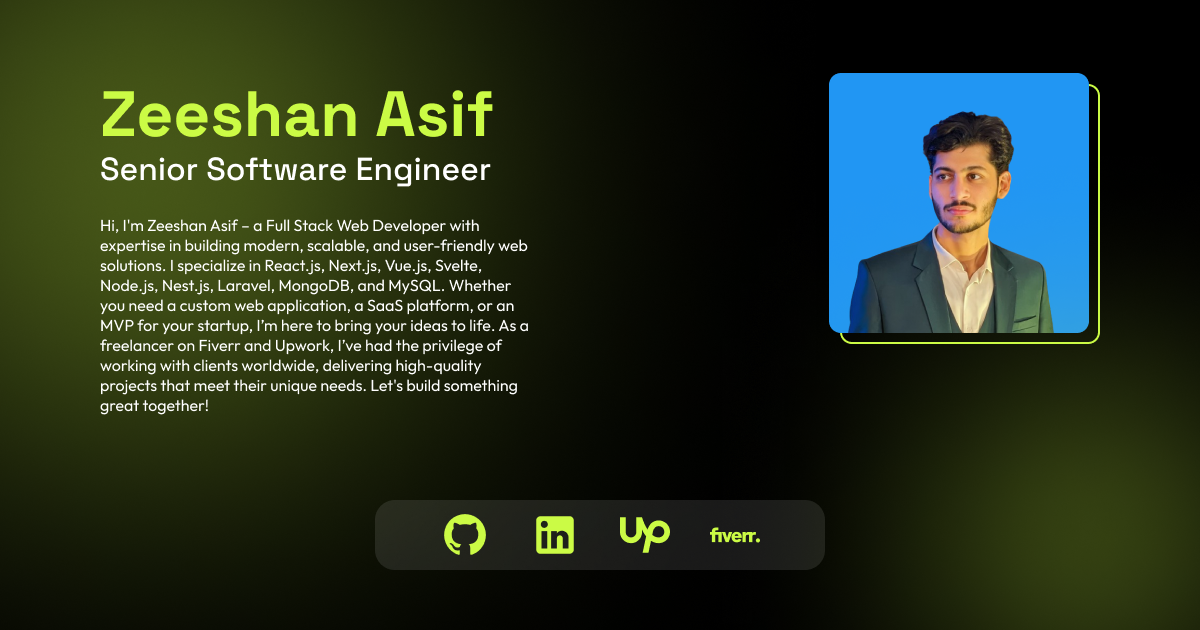 Zeeshan Asif
Senior Software Engineer
Hi, I'm Zeeshan Asif – a Full Stack Web Developer with
expertise in building modern, scalable, and user-friendly web
solutions. I specialize in React.js, Next.js, Vue.js, Svelte,
Node.js, Nest.js, Laravel, MongoDB, and MySQL. Whether
you need a custom web application, a SaaS platform, or an
MVP for your startup, I’m here to bring your ideas to life. As a
freelancer on Fiverr and Upwork, I’ve had the privilege of
working with clients worldwide, delivering high-quality
projects that meet their unique needs. Let's build something
great together!
in
Up
fiverr.